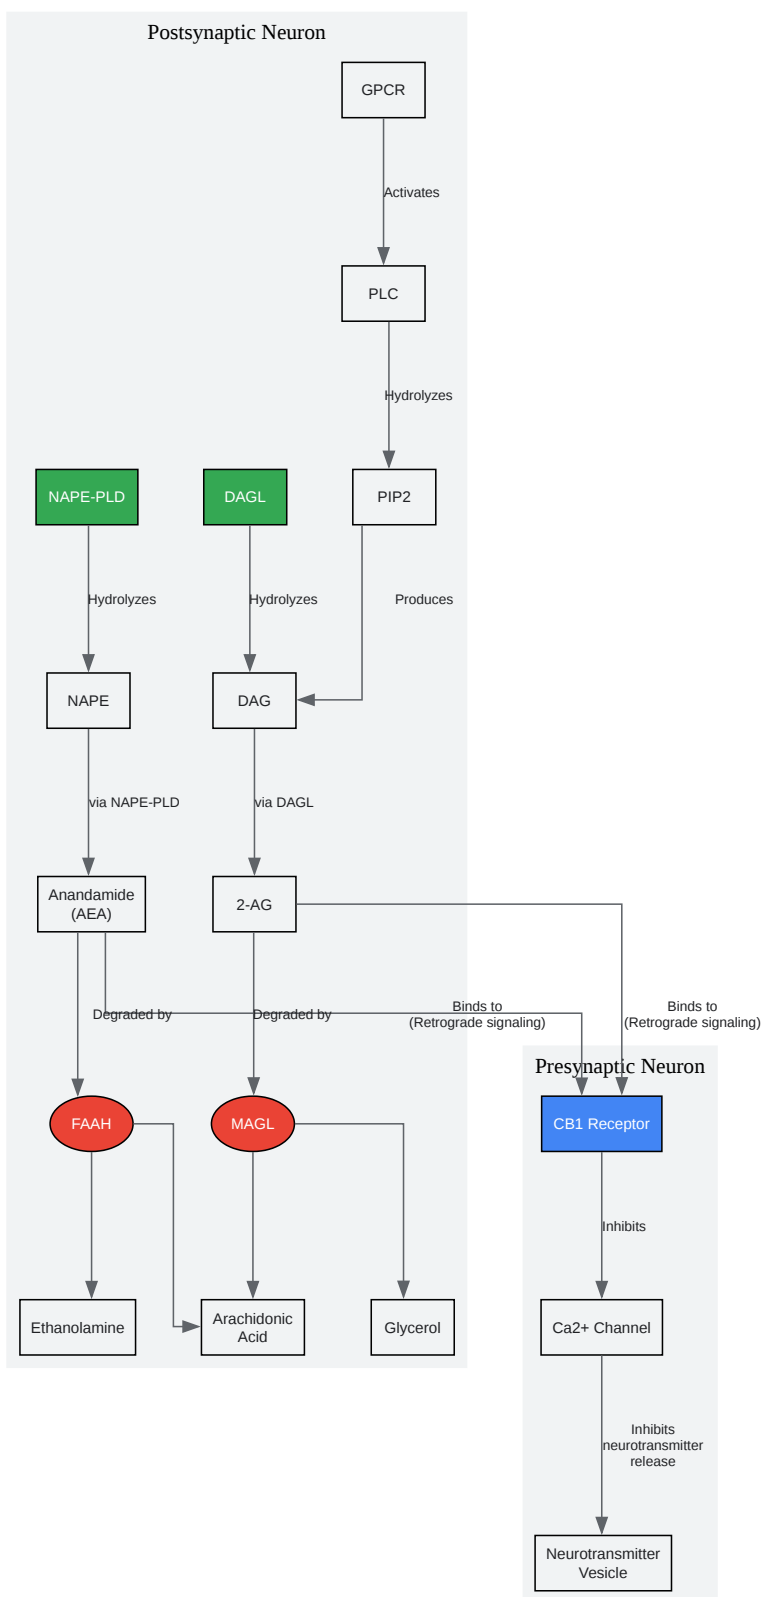 Postsynaptic Neuron
GPCR
Activates
PLC
Hydrolyzes
NAPE-PLD
DAGL
PIP2
Hydrolyzes
Hydrolyzes
Produces
NAPE
DAG
via NAPE-PLD
via DAGL
Anandamide
(AEA)
2-AG
Degraded by
Degraded by
Binds to
(Retrograde signaling)
Binds to
(Retrograde signaling)
Presynaptic Neuron
FAAH
MAGL
CB1 Receptor
Inhibits
Ethanolamine
Arachidonic
Acid
Glycerol
Ca2+ Channel
Inhibits
neurotransmitter
release
Neurotransmitter
Vesicle